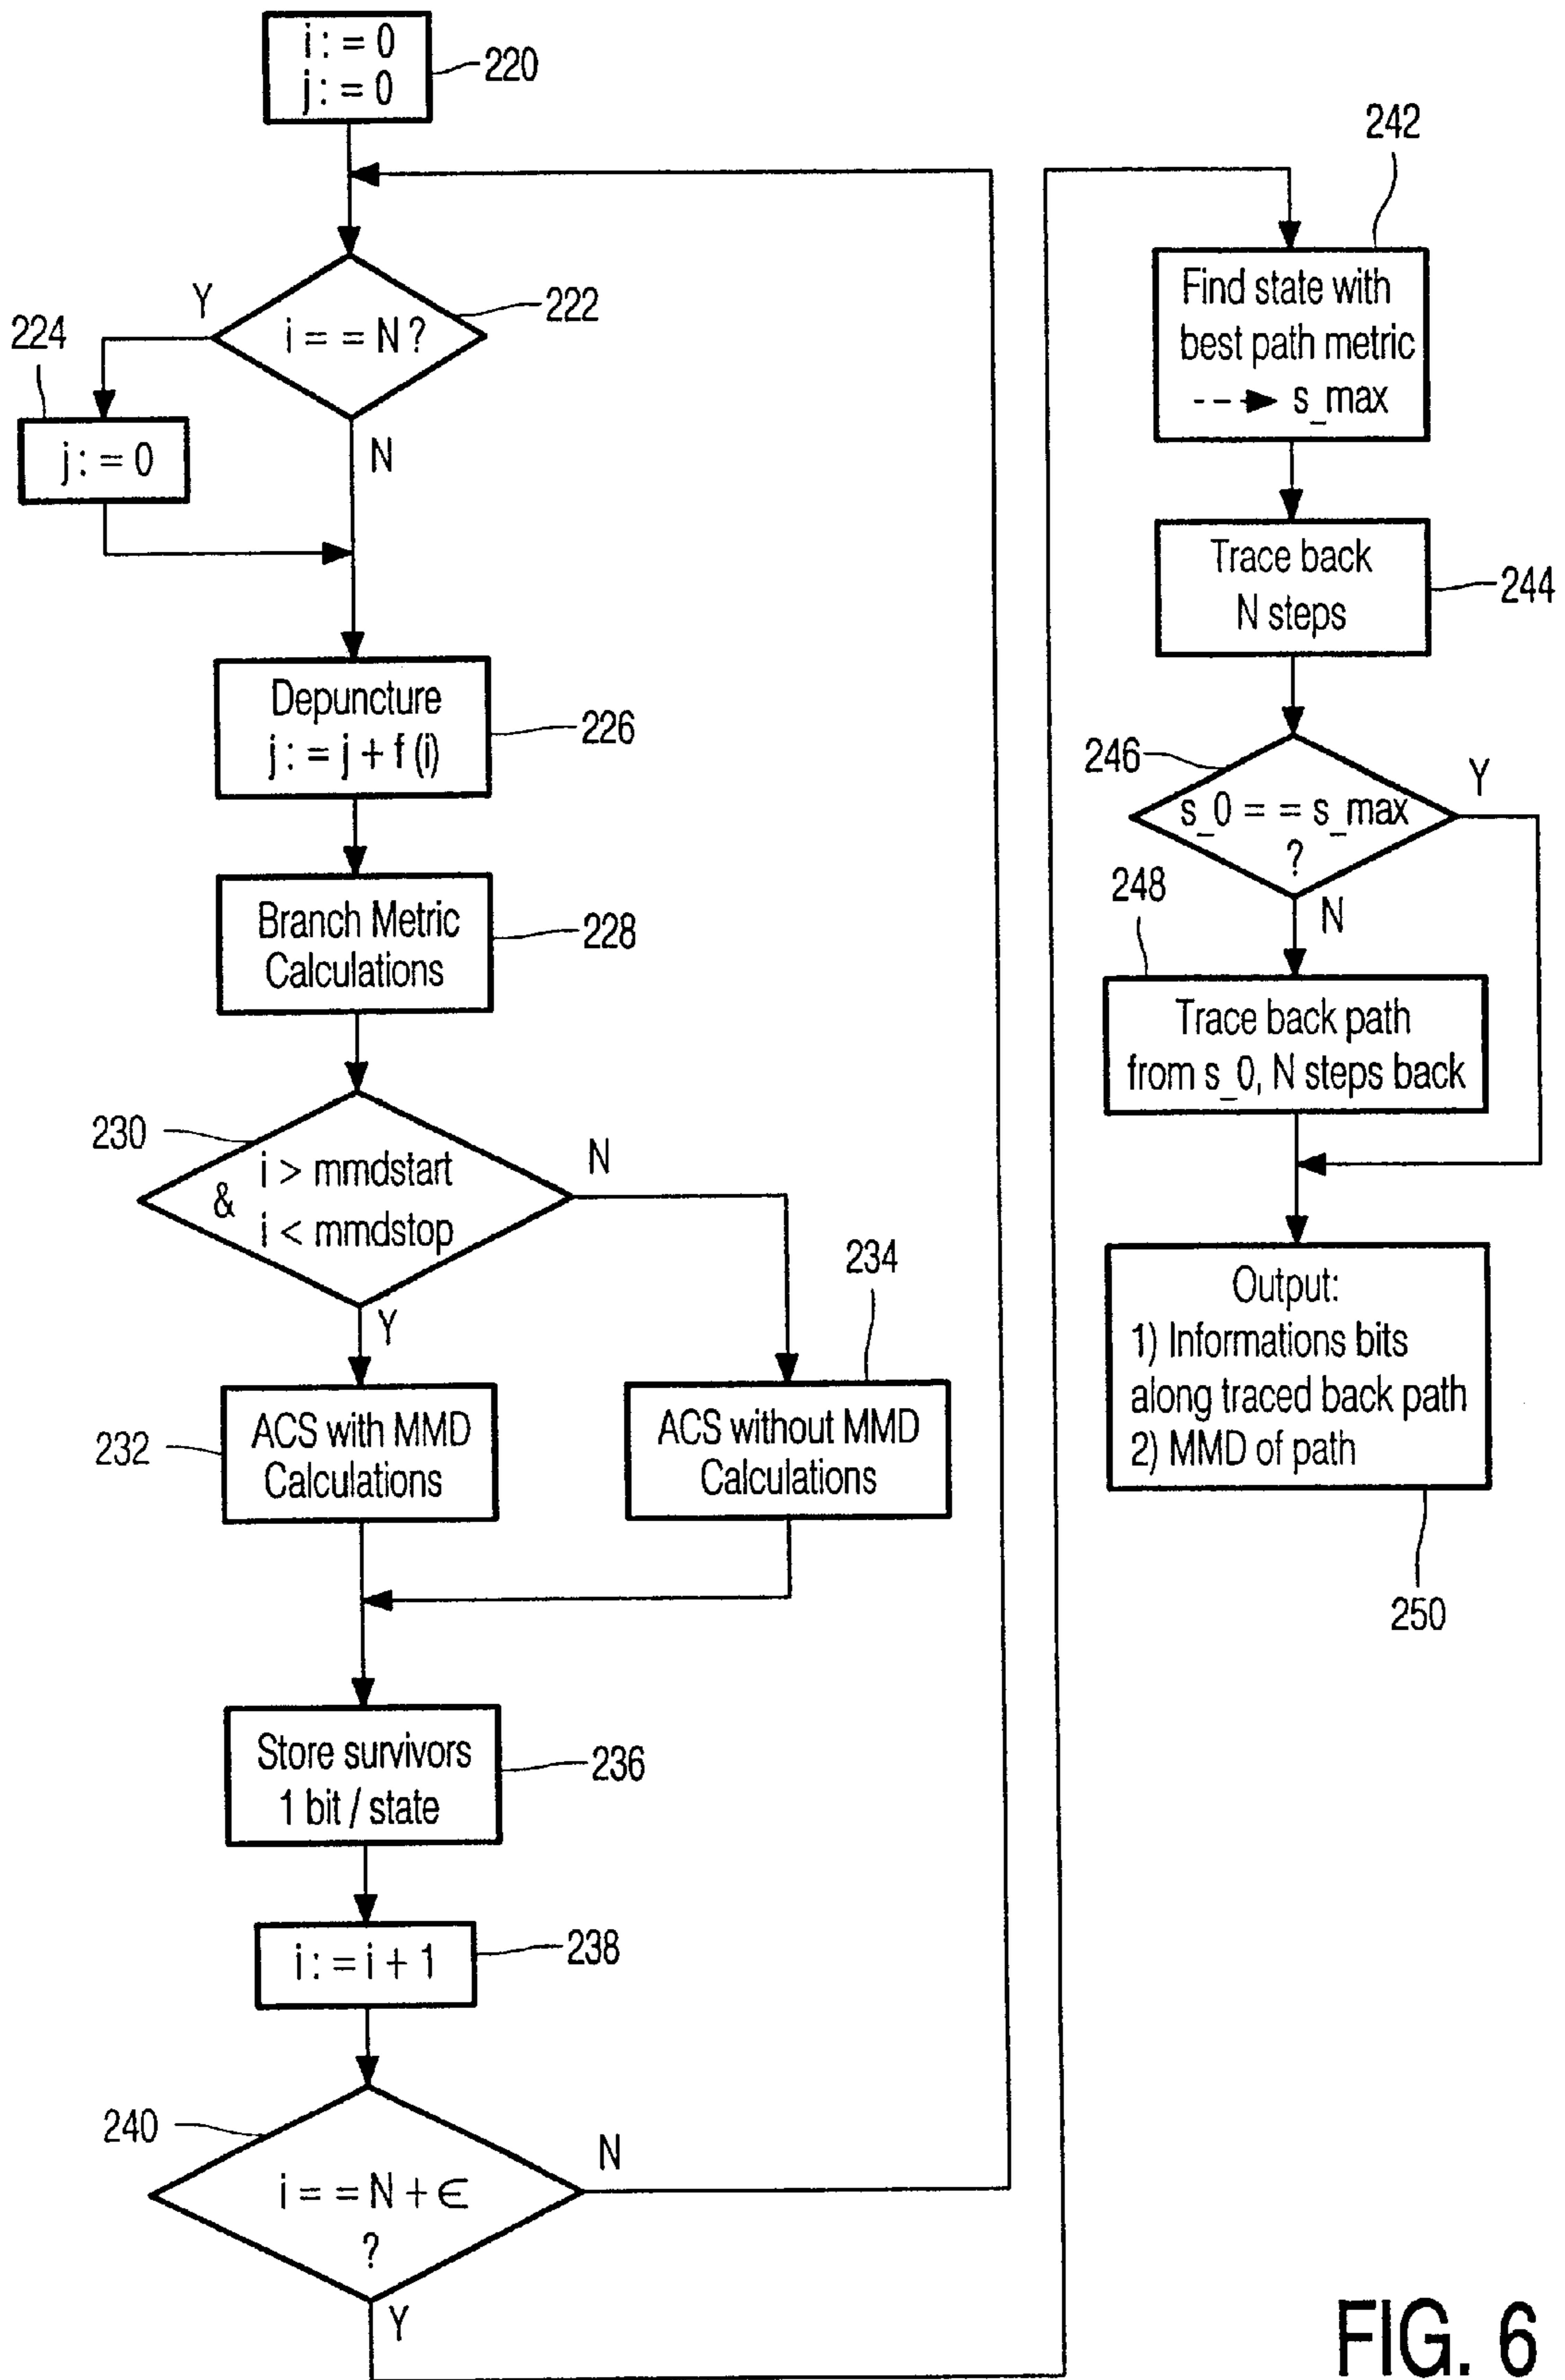 i : = 0
j : = 0
220
i = = N ?
222
Y
N
224
j : = 0
Depuncture
j : = j + f (i)
226
Branch Metric
Calculations
228
230
i > mmdstart
&
i < mmdstop
N
Y
232
ACS with MMD
Calculations
234
ACS without MMD
Calculations
Store survivors
1 bit / state
236
i : = i + 1
238
240
i = = N + ∈
?
N
Y
242
Find state with
best path metric
s_max
Trace back
N steps
244
246
s_0 = = s_max
?
Y
N
248
Trace back path
from s_0, N steps back
Output:
1) Informations bits
along traced back path
2) MMD of path
250
FIG. 6